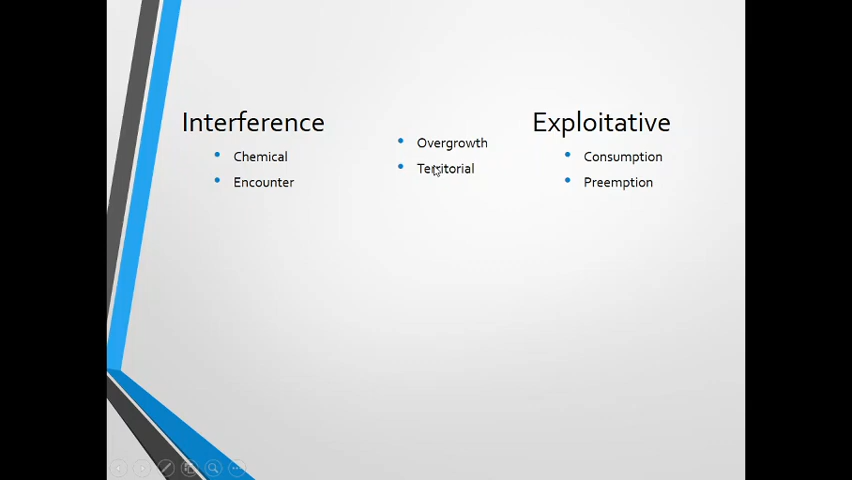 Interference
Chemical
Encounter
Overgrowth
Territorial
Exploitative
Consumption
Preemption